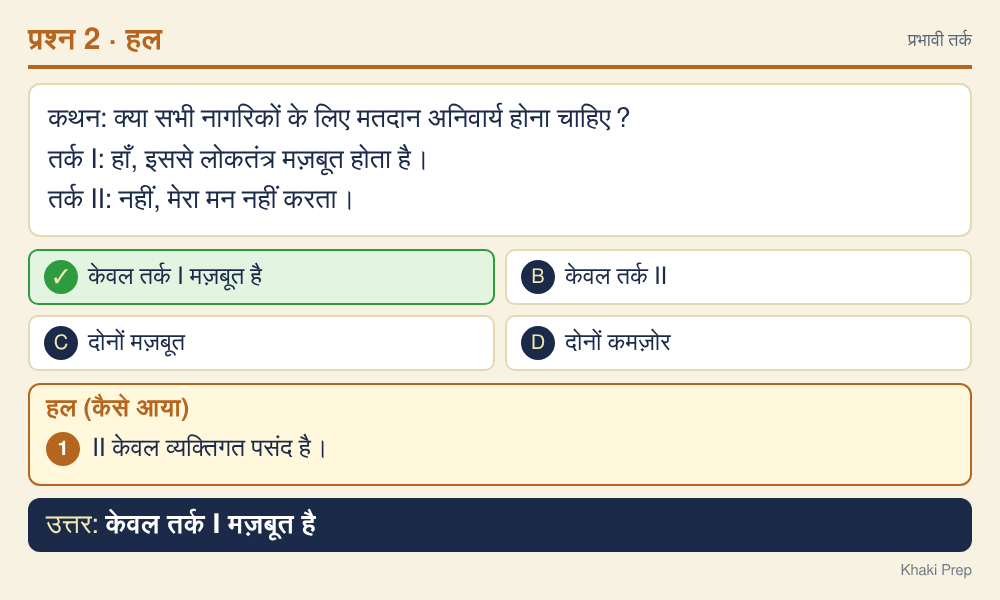 प्रश्न 2 · हल
प्रभावी तर्क
कथन: क्या सभी नागरिकों के लिए मतदान अनिवार्य होना चाहिए ?
तर्क I: हाँ, इससे लोकतंत्र मज़बूत होता है।
तर्क II: नहीं, मेरा मन नहीं करता।
✓ केवल तर्क I मज़बूत है
B केवल तर्क II
C दोनों मज़बूत
D दोनों कमज़ोर
हल (कैसे आया)
1 II केवल व्यक्तिगत पसंद है।
उत्तर: केवल तर्क I मज़बूत है
Khaki Prep